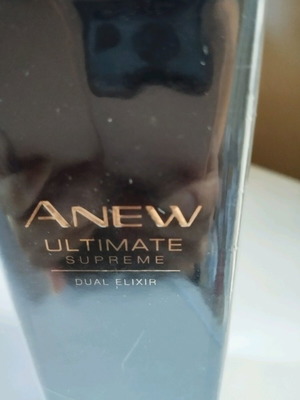 ANEW
ULTIMATE
SUPREME
DUAL ELIXIR